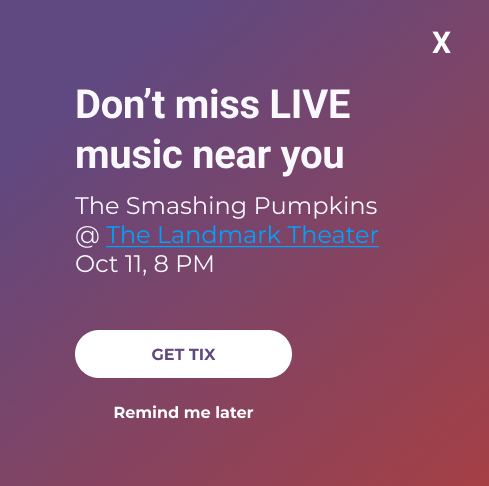 X
Don’t miss LIVE
music near you
The Smashing Pumpkins
@ The Landmark Theater
Oct 11, 8 PM
GET TIX
Remind me later